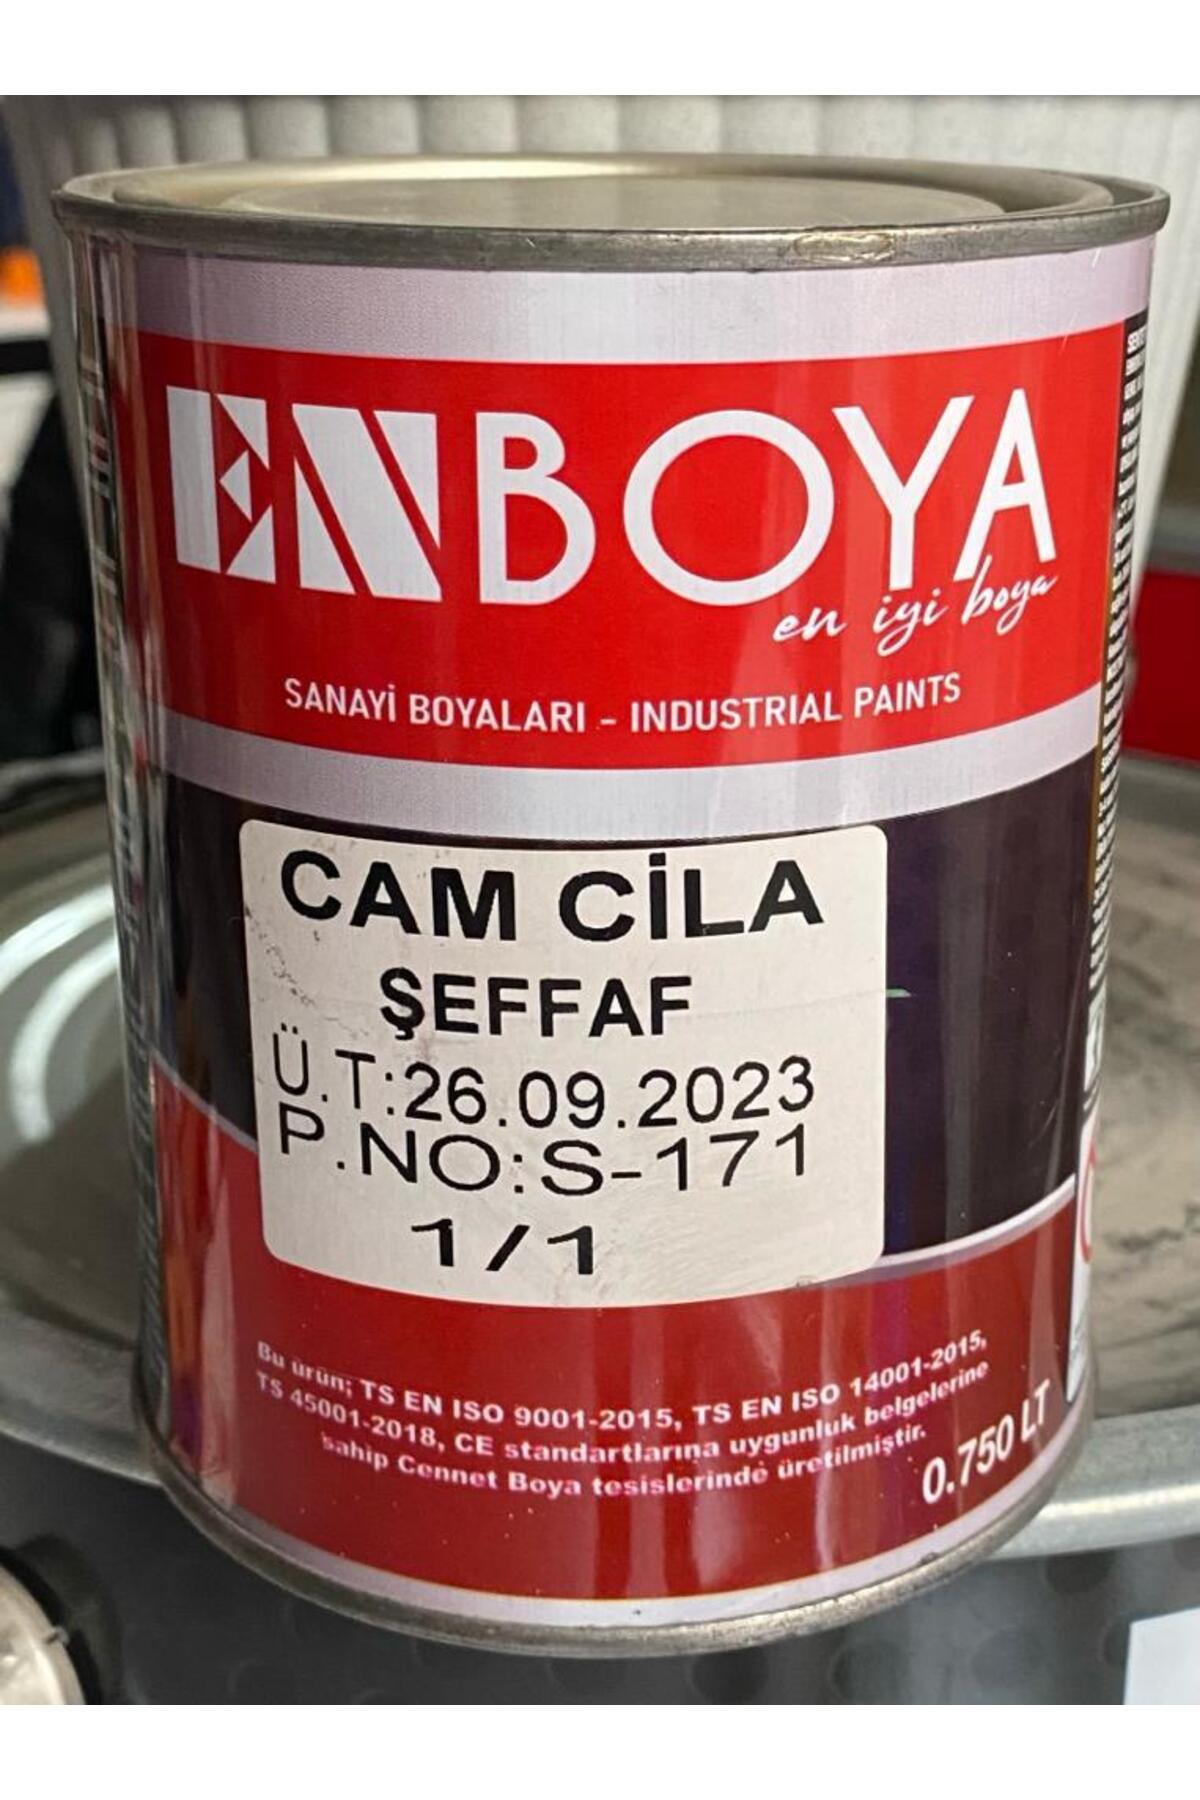 ENBOYA
en iyi boya
SANAYİ BOYALARI - INDUSTRIAL PAINTS
CAM CİLA
ŞEFFAF
Ü.T:26.09.2023
P.NO:S-171
1/1
Bu ürün; TS EN ISO 9001-2015, TS EN ISO 14001-2015,
TS 45001-2018, CE standartlarına uygunluk belgelerine
sahip Cennet Boya tesislerinde üretilmiştir.
0.750 LT